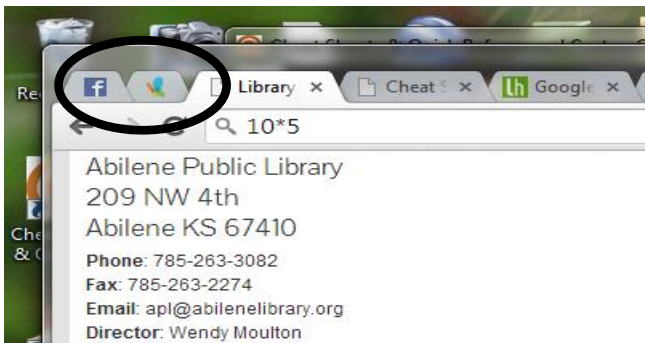 Library × Cheat S × lh Google ×
10*5
Abilene Public Library
209 NW 4th
Abilene KS 67410
Phone: 785-263-3082
Fax: 785-263-2274
Email: apl@abilenelibrary.org
Director: Wendy Moulton